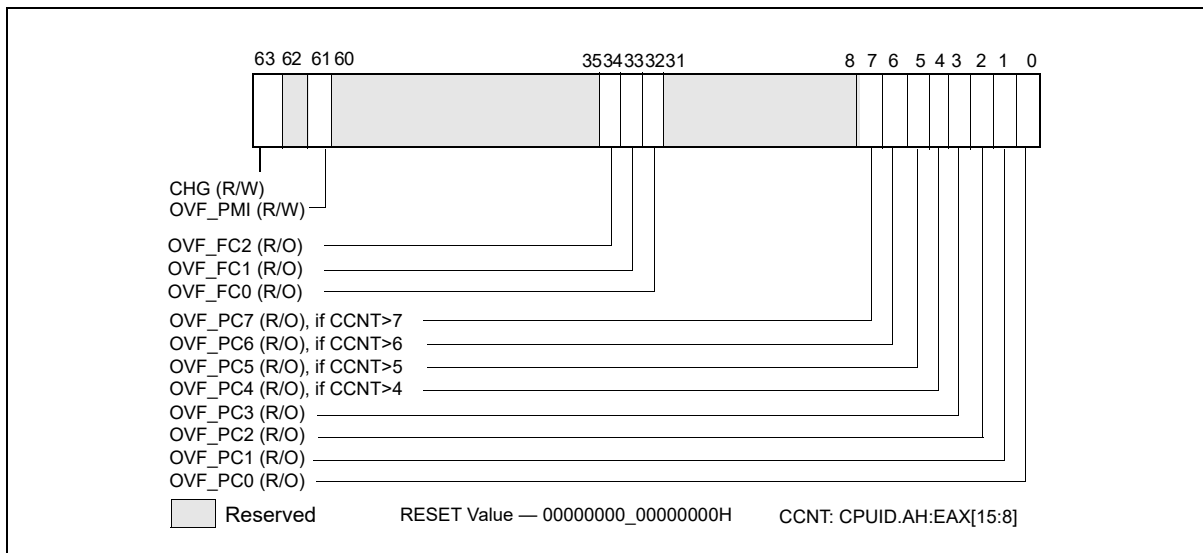 63 62 61 60 35 34 33 32 31 8 7 6 5 4 3 2 1 0
CHG (R/W)
OVF_PMI (R/W)
OVF_FC2 (R/O)
OVF_FC1 (R/O)
OVF_FC0 (R/O)
OVF_PC7 (R/O), if CCNT>7
OVF_PC6 (R/O), if CCNT>6
OVF_PC5 (R/O), if CCNT>5
OVF_PC4 (R/O), if CCNT>4
OVF_PC3 (R/O)
OVF_PC2 (R/O)
OVF_PC1 (R/O)
OVF_PC0 (R/O)
Reserved RESET Value — 00000000_00000000H CCNT: CPUID.AH:EAX[15:8]